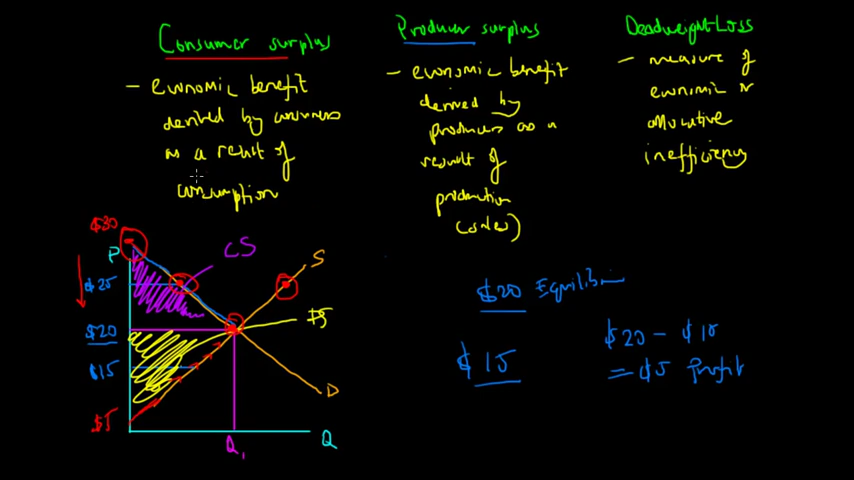 Consumer surplus
- economic benefit
derived by consumers
as a result of
consumption
Producer surplus
- economic benefit
derived by
producers as a
result of
production
(sales)
Deadweight Loss
- measure of
economic or
allocative
inefficiency
$30
P
$25
$20
$15
$5
CS
S
PS
D
Q1
Q
$20 Equilibrium
$15
$20 - $15
= $5 Profit